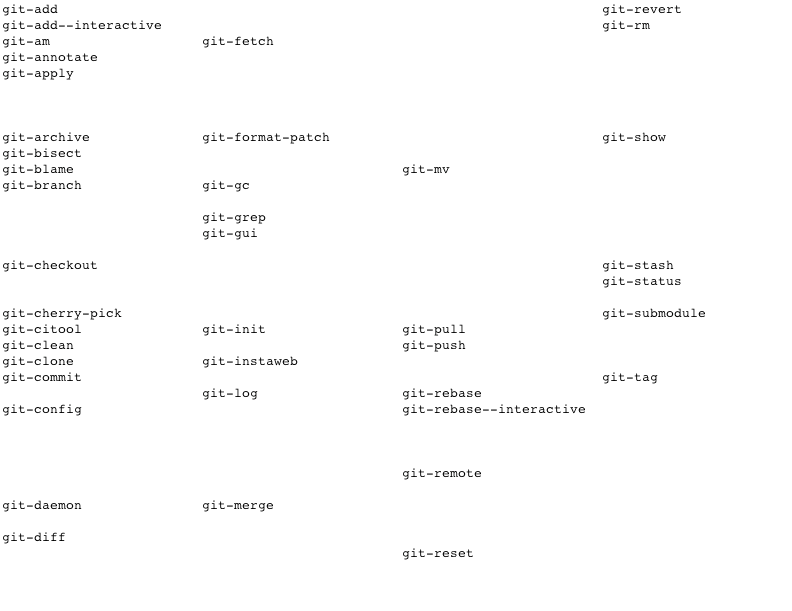 git-add
git-add--interactive
git-am
git-annotate
git-apply
git-archive
git-bisect
git-blame
git-branch
git-checkout
git-cherry-pick
git-citool
git-clean
git-clone
git-commit
git-config
git-daemon
git-diff
git-fetch
git-format-patch
git-gc
git-grep
git-gui
git-init
git-instaweb
git-log
git-merge
git-mv
git-pull
git-push
git-rebase
git-rebase--interactive
git-remote
git-reset
git-revert
git-rm
git-show
git-stash
git-status
git-submodule
git-tag